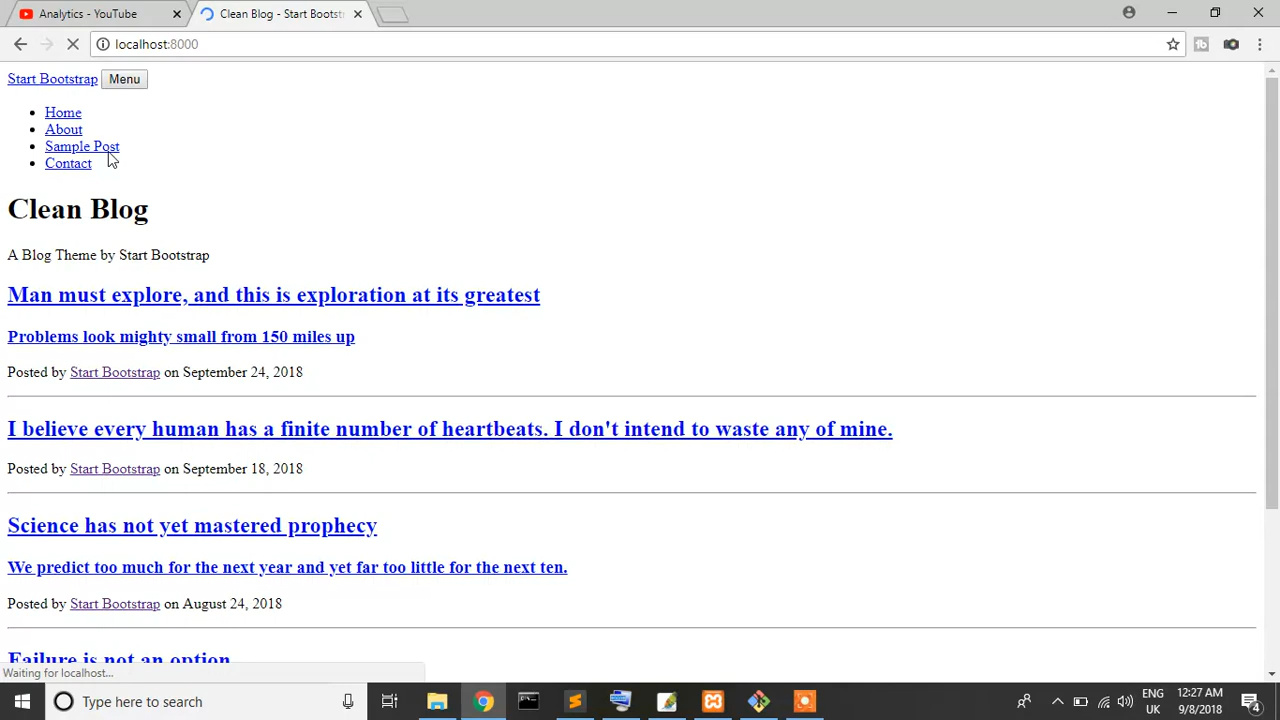 Analytics - YouTube
Clean Blog - Start Bootst
localhost:8000
Start Bootstrap Menu
Home
About
Sample Post
Contact
Clean Blog
A Blog Theme by Start Bootstrap
Man must explore, and this is exploration at its greatest
Problems look mighty small from 150 miles up
Posted by Start Bootstrap on September 24, 2018
I believe every human has a finite number of heartbeats. I don't intend to waste any of mine.
Posted by Start Bootstrap on September 18, 2018
Science has not yet mastered prophecy
We predict too much for the next year and yet far too little for the next ten.
Posted by Start Bootstrap on August 24, 2018
Failure is not an option
Waiting for localhost...
Type here to search
ENG 12:27 AM
UK 9/8/2018 4